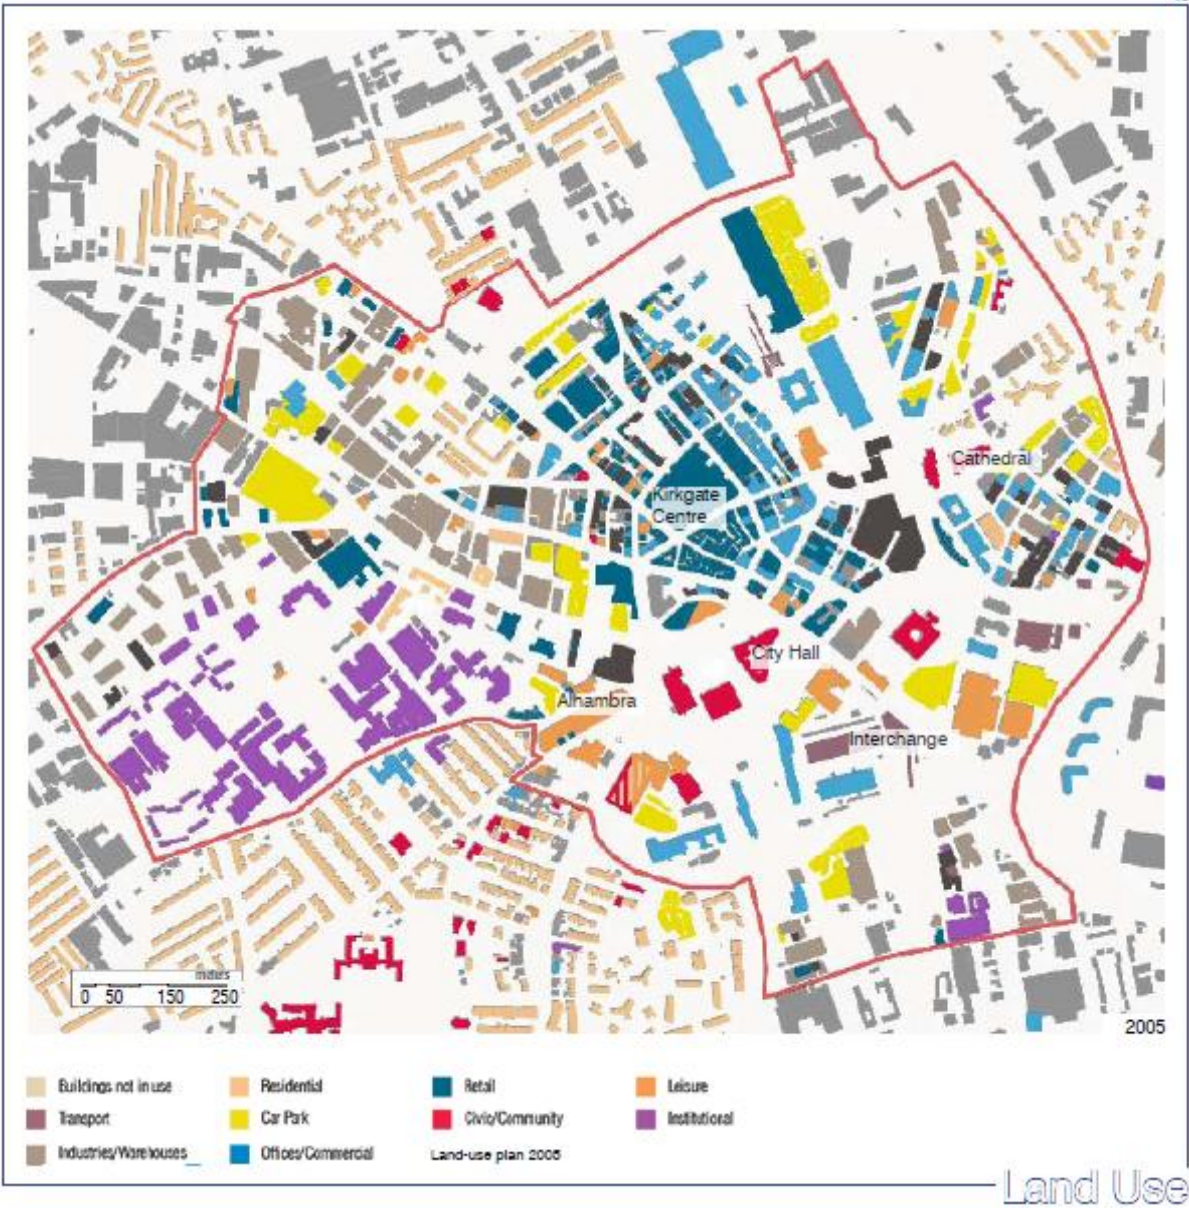 Cathedral
Kirkgate
Centre
City Hall
Alhambra
Interchange
metres
0 50 150 250
2005
Buildings not in use
Residential
Retail
Leisure
Transport
Car Park
Civic/Community
Institutional
Industries/Warehouses
Offices/Commercial
Land-use plan 2005
Land Use